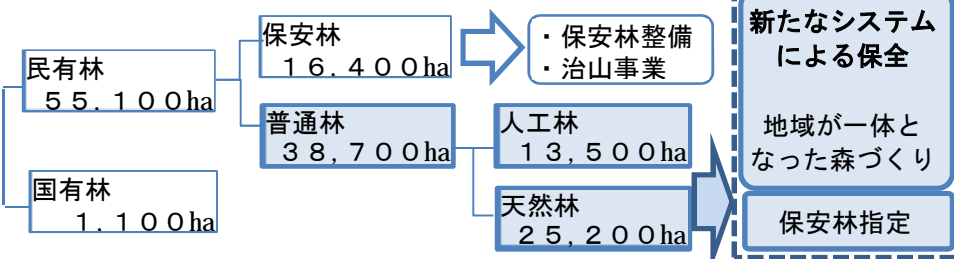 民有林
５５.１００ha
国有林
１.１００ha
保安林
１６.４００ha
・保安林整備
・治山事業
普通林
３８,７００ha
人工林
１３,５００ha
天然林
２５,２００ha
新たなシステム
による保全
地域が一体と
なった森づくり
保安林指定